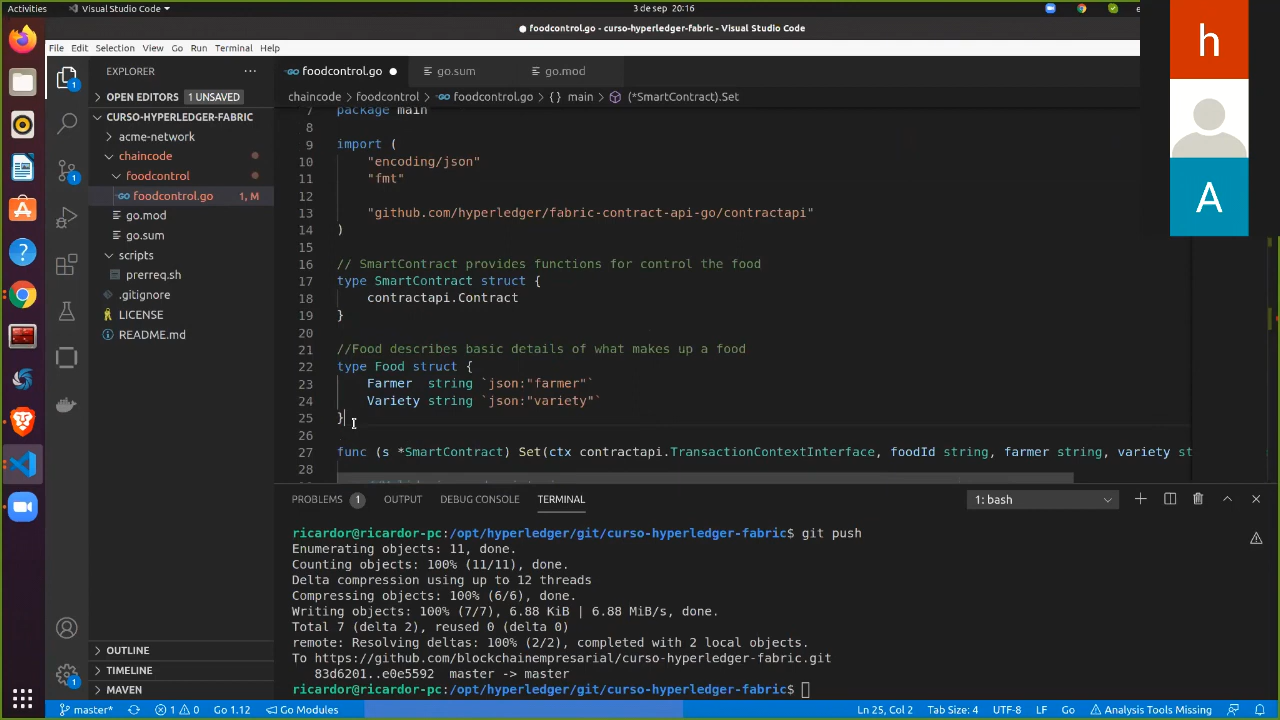 Activities
Visual Studio Code
3 de sep 20:16
foodcontrol.go - curso-hyperledger-fabric - Visual Studio Code
File Edit Selection View Go Run Terminal Help
EXPLORER
foodcontrol.go
go.sum
go.mod
OPEN EDITORS 1 UNSAVED
chaincode > foodcontrol > foodcontrol.go > {} main > (*SmartContract).Set
CURSO-HYPERLEDGER-FABRIC
acme-network
chaincode
foodcontrol
foodcontrol.go 1, M
go.mod
go.sum
scripts
prerreq.sh
.gitignore
LICENSE
README.md
OUTLINE
TIMELINE
MAVEN
7 package main
8
9 import (
10 "encoding/json"
11 "fmt"
12
13 "github.com/hyperledger/fabric-contract-api-go/contractapi"
14 )
15
16 // SmartContract provides functions for control the food
17 type SmartContract struct {
18 contractapi.Contract
19 }
20
21 //Food describes basic details of what makes up a food
22 type Food struct {
23 Farmer string `json:"farmer"`
24 Variety string `json:"variety"`
25 }
26
27 func (s *SmartContract) Set(ctx contractapi.TransactionContextInterface, foodId string, farmer string, variety st
28
PROBLEMS 1 OUTPUT DEBUG CONSOLE TERMINAL 1: bash
ricardor@ricardor-pc:/opt/hyperledger/git/curso-hyperledger-fabric$ git push
Enumerating objects: 11, done.
Counting objects: 100% (11/11), done.
Delta compression using up to 12 threads
Compressing objects: 100% (6/6), done.
Writing objects: 100% (7/7), 6.88 KiB | 6.88 MiB/s, done.
Total 7 (delta 2), reused 0 (delta 0)
remote: Resolving deltas: 100% (2/2), completed with 2 local objects.
To https://github.com/blockchainempresarial/curso-hyperledger-fabric.git
83d6201..e0e5592 master -> master
ricardor@ricardor-pc:/opt/hyperledger/git/curso-hyperledger-fabric$
master* 1 0 Go 1.12 Go Modules
Ln 25, Col 2 Tab Size: 4 UTF-8 LF Go Analysis Tools Missing
h
A
1
1
1